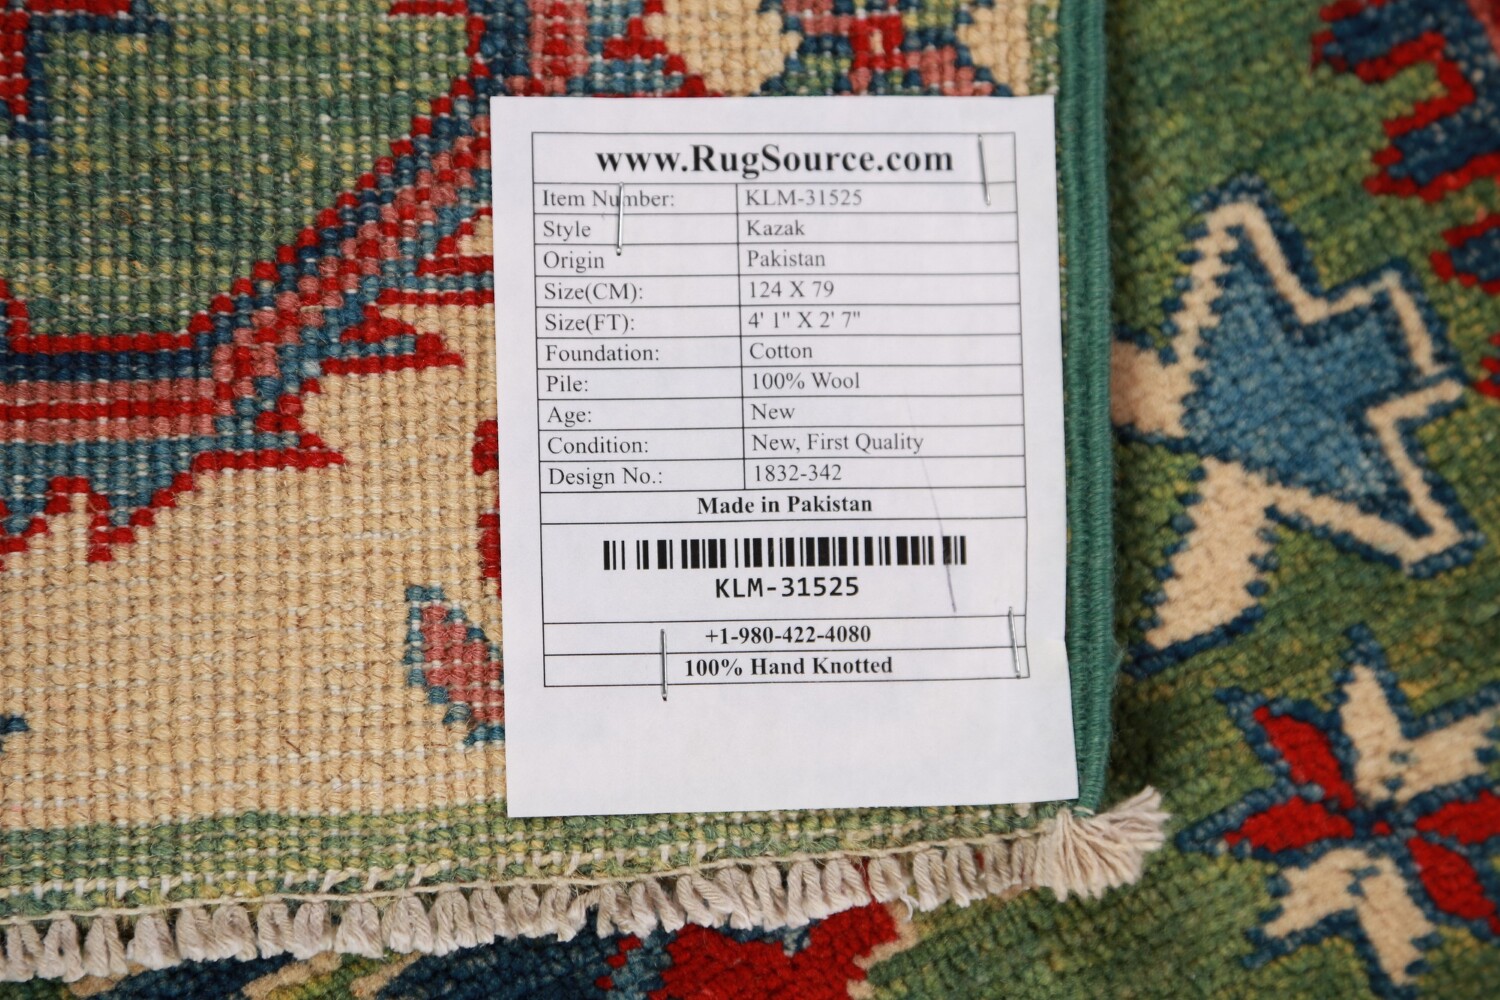 www.RugSource.com
Item Number: KLM-31525
Style Kazak
Origin Pakistan
Size(CM): 124 X 79
Size(FT): 4' 1" X 2' 7"
Foundation: Cotton
Pile: 100% Wool
Age: New
Condition: New, First Quality
Design No.: 1832-342
Made in Pakistan
KLM-31525
+1-980-422-4080
100% Hand Knotted